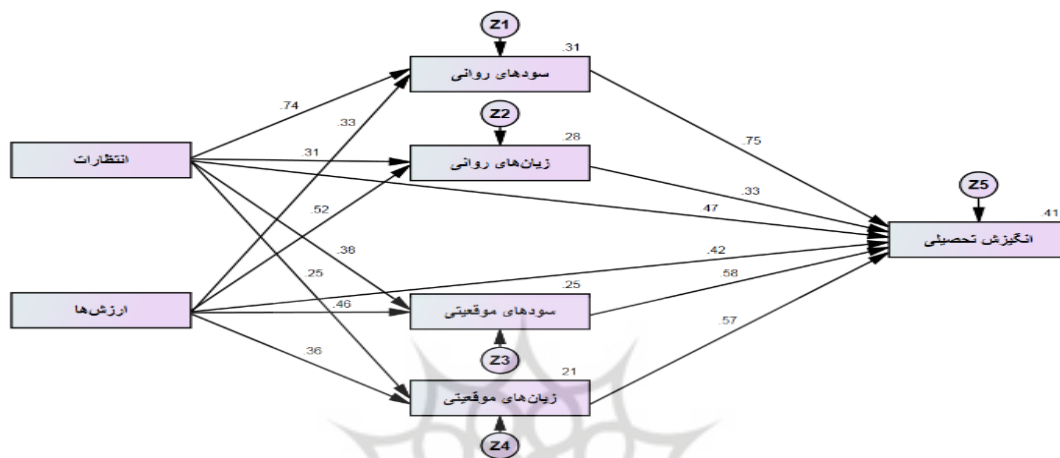 Z1
.31
سودهای روانی
.74
.33
Z2
.28
زیان‌های روانی
.75
انتظارات
.31
.33
Z5
.52
.47
.41
انگیزش تحصیلی
.38
.42
.25
.25
.58
ارزش‌ها
.46
سودهای موقعیتی
.57
.36
Z3
.21
زیان‌های موقعیتی
Z4